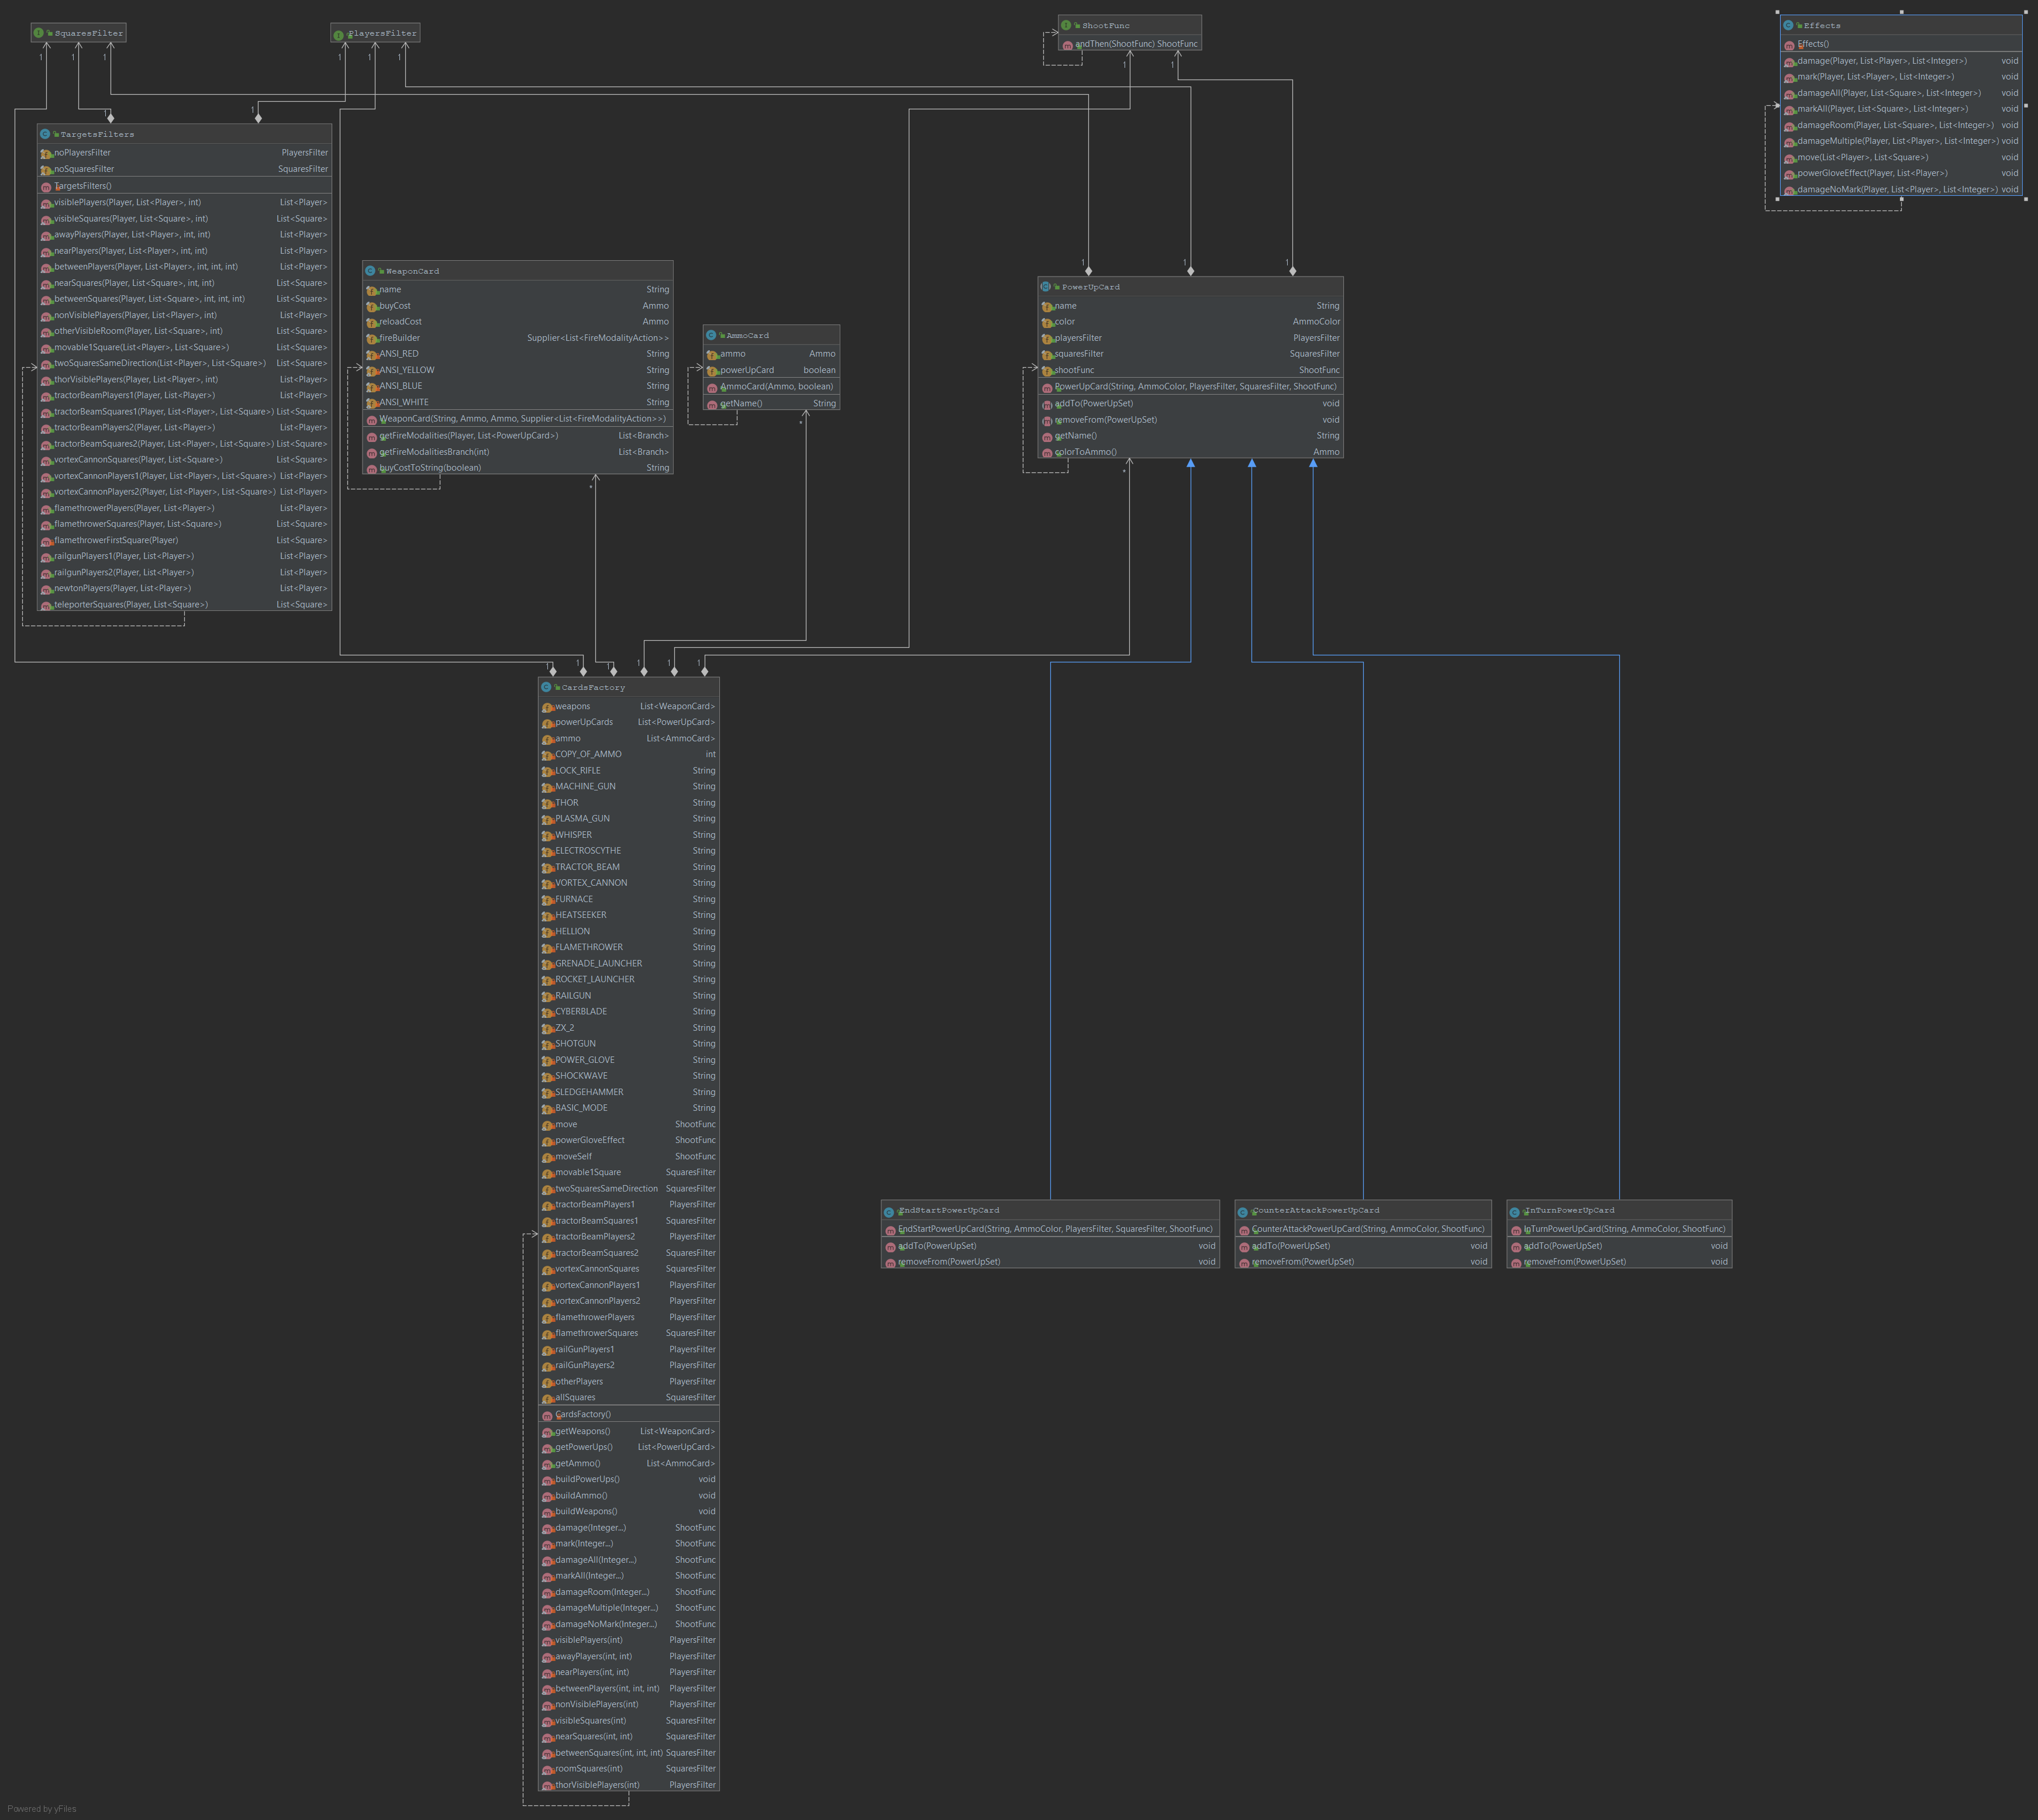 SquaresFilter
PlayersFilter
ShootFunc
andThen(ShootFunc) ShootFunc
Effects
Effects()
damage(Player, List<Player>, List<Integer>) void
mark(Player, List<Player>, List<Integer>) void
damageAll(Player, List<Square>, List<Integer>) void
markAll(Player, List<Square>, List<Integer>) void
damageRoom(Player, List<Square>, List<Integer>) void
damageMultiple(Player, List<Player>, List<Integer>) void
move(List<Player>, List<Square>) void
powerGloveEffect(Player, List<Player>) void
damageNoMark(Player, List<Player>, List<Integer>) void
TargetsFilters
noPlayersFilter PlayersFilter
noSquaresFilter SquaresFilter
TargetsFilters()
visiblePlayers(Player, List<Player>, int) List<Player>
visibleSquares(Player, List<Square>, int) List<Square>
awayPlayers(Player, List<Player>, int, int) List<Player>
nearPlayers(Player, List<Player>, int, int) List<Player>
betweenPlayers(Player, List<Player>, int, int, int) List<Player>
nearSquares(Player, List<Square>, int, int) List<Square>
betweenSquares(Player, List<Square>, int, int, int) List<Square>
nonVisiblePlayers(Player, List<Player>, int) List<Player>
otherVisibleRoom(Player, List<Square>, int) List<Square>
movable1Square(List<Player>, List<Square>) List<Square>
twoSquaresSameDirection(List<Player>, List<Square>) List<Square>
thorVisiblePlayers(Player, List<Player>, int) List<Player>
tractorBeamPlayers1(Player, List<Player>) List<Player>
tractorBeamSquares1(Player, List<Player>, List<Square>) List<Square>
tractorBeamPlayers2(Player, List<Player>) List<Player>
tractorBeamSquares2(Player, List<Player>, List<Square>) List<Square>
vortexCannonSquares(Player, List<Square>) List<Square>
vortexCannonPlayers1(Player, List<Player>, List<Square>) List<Player>
vortexCannonPlayers2(Player, List<Player>, List<Square>) List<Player>
flamethrowerPlayers(Player, List<Player>) List<Player>
flamethrowerSquares(Player, List<Square>) List<Square>
flamethrowerFirstSquare(Player) List<Square>
railgunPlayers1(Player, List<Player>) List<Player>
railgunPlayers2(Player, List<Player>) List<Player>
newtonPlayers(Player, List<Player>) List<Player>
teleporterSquares(Player, List<Square>) List<Square>
WeaponCard
name String
buyCost Ammo
reloadCost Ammo
fireBuilder Supplier<List<FireModalityAction>>
ANSI_RED String
ANSI_YELLOW String
ANSI_BLUE String
ANSI_WHITE String
WeaponCard(String, Ammo, Ammo, Supplier<List<FireModalityAction>>)
getFireModalities(Player, List<PowerUpCard>) List<Branch>
getFireModalitiesBranch(int) List<Branch>
buyCostToString(boolean) String
AmmoCard
ammo Ammo
powerUpCard boolean
AmmoCard(Ammo, boolean)
getName() String
PowerUpCard
name String
color AmmoColor
playersFilter PlayersFilter
squaresFilter SquaresFilter
shootFunc ShootFunc
PowerUpCard(String, AmmoColor, PlayersFilter, SquaresFilter, ShootFunc)
addTo(PowerUpSet) void
removeFrom(PowerUpSet) void
getName() String
colorToAmmo() Ammo
CardsFactory
weapons List<WeaponCard>
powerUpCards List<PowerUpCard>
ammo List<AmmoCard>
COPY_OF_AMMO int
LOCK_RIFLE String
MACHINE_GUN String
THOR String
PLASMA_GUN String
WHISPER String
ELECTROSCYTHE String
TRACTOR_BEAM String
VORTEX_CANNON String
FURNACE String
HEATSEEKER String
HELLION String
FLAMETHROWER String
GRENADE_LAUNCHER String
ROCKET_LAUNCHER String
RAILGUN String
CYBERBLADE String
ZX_2 String
SHOTGUN String
POWER_GLOVE String
SHOCKWAVE String
SLEDGEHAMMER String
BASIC_MODE String
move ShootFunc
powerGloveEffect ShootFunc
moveSelf ShootFunc
movable1Square SquaresFilter
twoSquaresSameDirection SquaresFilter
tractorBeamPlayers1 PlayersFilter
tractorBeamSquares1 SquaresFilter
tractorBeamPlayers2 PlayersFilter
tractorBeamSquares2 SquaresFilter
vortexCannonSquares SquaresFilter
vortexCannonPlayers1 PlayersFilter
vortexCannonPlayers2 PlayersFilter
flamethrowerPlayers PlayersFilter
flamethrowerSquares SquaresFilter
railGunPlayers1 PlayersFilter
railGunPlayers2 PlayersFilter
otherPlayers PlayersFilter
allSquares SquaresFilter
CardsFactory()
getWeapons() List<WeaponCard>
getPowerUps() List<PowerUpCard>
getAmmo() List<AmmoCard>
buildPowerUps() void
buildAmmo() void
buildWeapons() void
damage(Integer...) ShootFunc
mark(Integer...) ShootFunc
damageAll(Integer...) ShootFunc
markAll(Integer...) ShootFunc
damageRoom(Integer...) ShootFunc
damageMultiple(Integer...) ShootFunc
damageNoMark(Integer...) ShootFunc
visiblePlayers(int) PlayersFilter
awayPlayers(int, int) PlayersFilter
nearPlayers(int, int) PlayersFilter
betweenPlayers(int, int, int) PlayersFilter
nonVisiblePlayers(int) PlayersFilter
visibleSquares(int) SquaresFilter
nearSquares(int, int) SquaresFilter
betweenSquares(int, int, int) SquaresFilter
roomSquares(int) SquaresFilter
thorVisiblePlayers(int) PlayersFilter
EndStartPowerUpCard
EndStartPowerUpCard(String, AmmoColor, PlayersFilter, SquaresFilter, ShootFunc)
addTo(PowerUpSet) void
removeFrom(PowerUpSet) void
CounterAttackPowerUpCard
CounterAttackPowerUpCard(String, AmmoColor, ShootFunc)
addTo(PowerUpSet) void
removeFrom(PowerUpSet) void
InTurnPowerUpCard
InTurnPowerUpCard(String, AmmoColor, ShootFunc)
addTo(PowerUpSet) void
removeFrom(PowerUpSet) void
Powered by yFiles